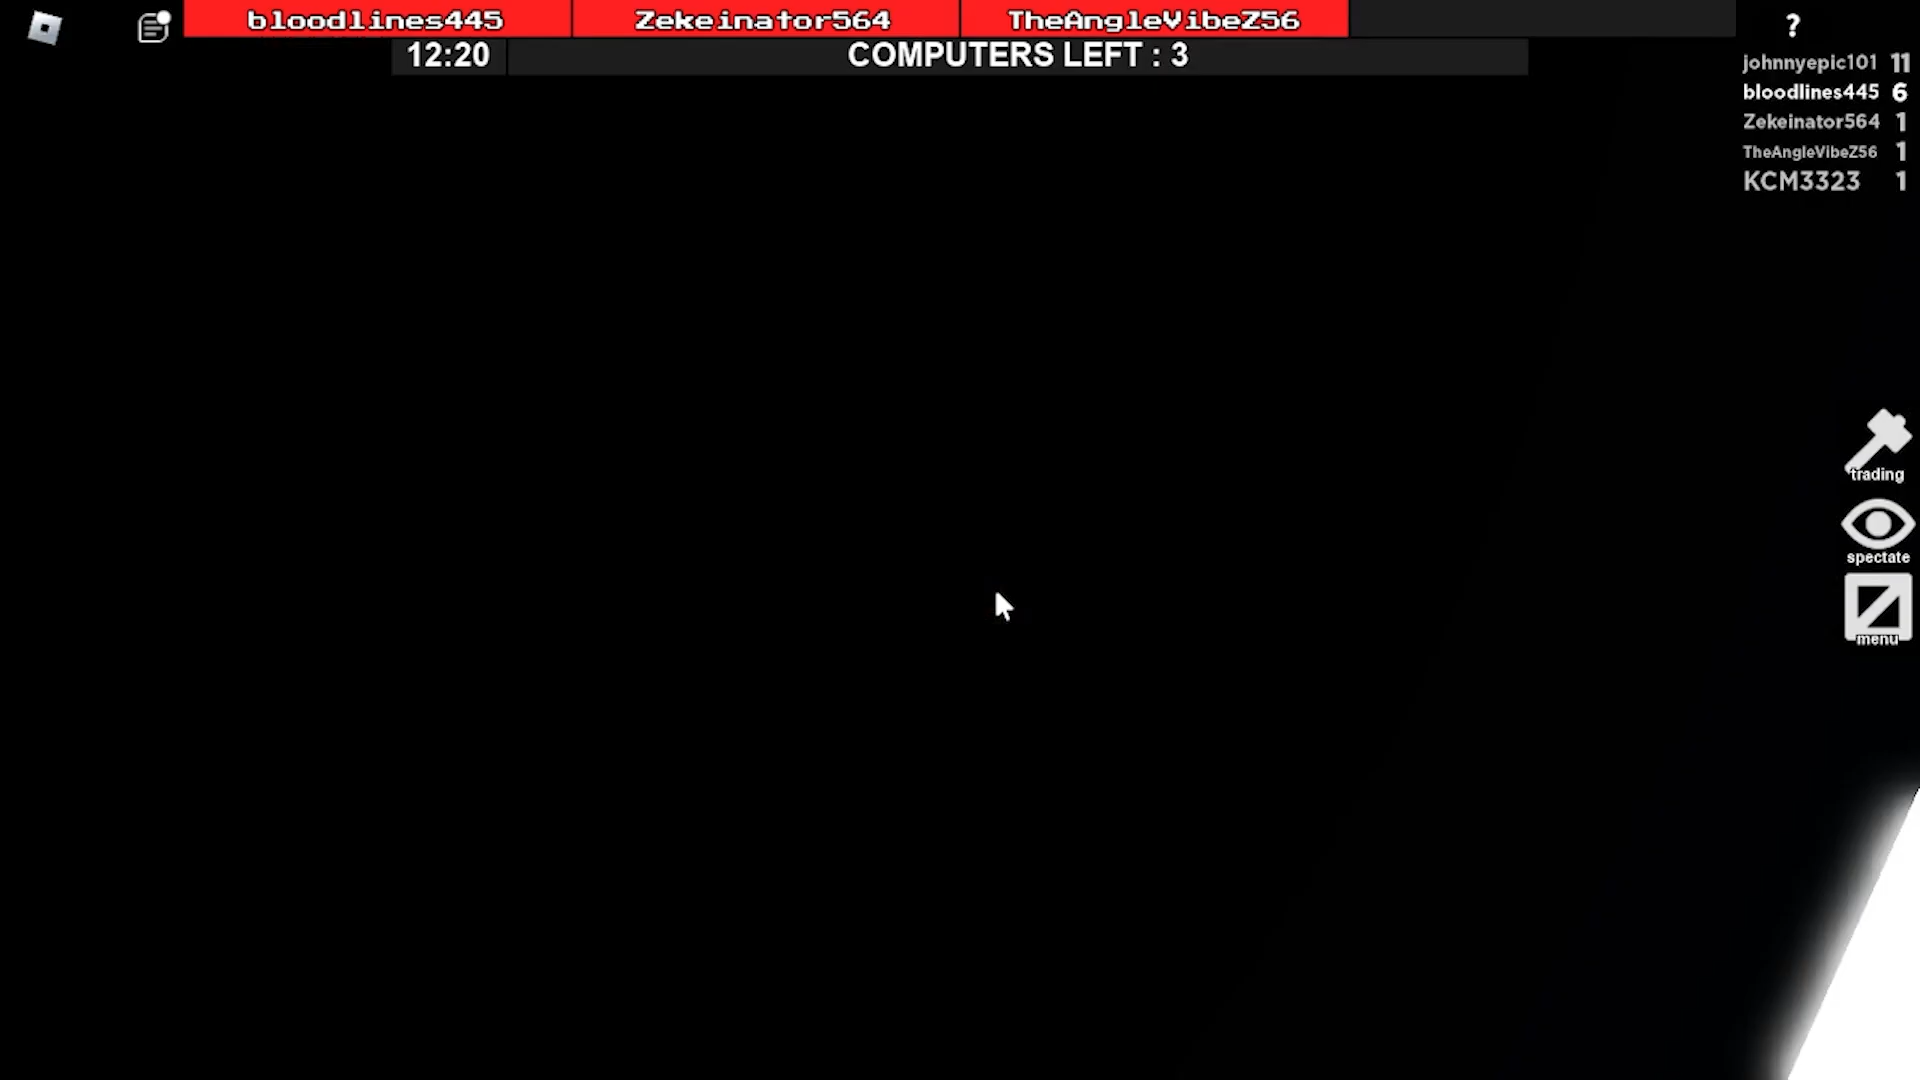 bloodlines445 Zekeinator564 TheAngleVibeZ56
?
12:20 COMPUTERS LEFT : 3
johnnyepic101 11
bloodlines445 6
Zekeinator564 1
TheAngleVibeZ56 1
KCM3323 1
trading
spectate
menu